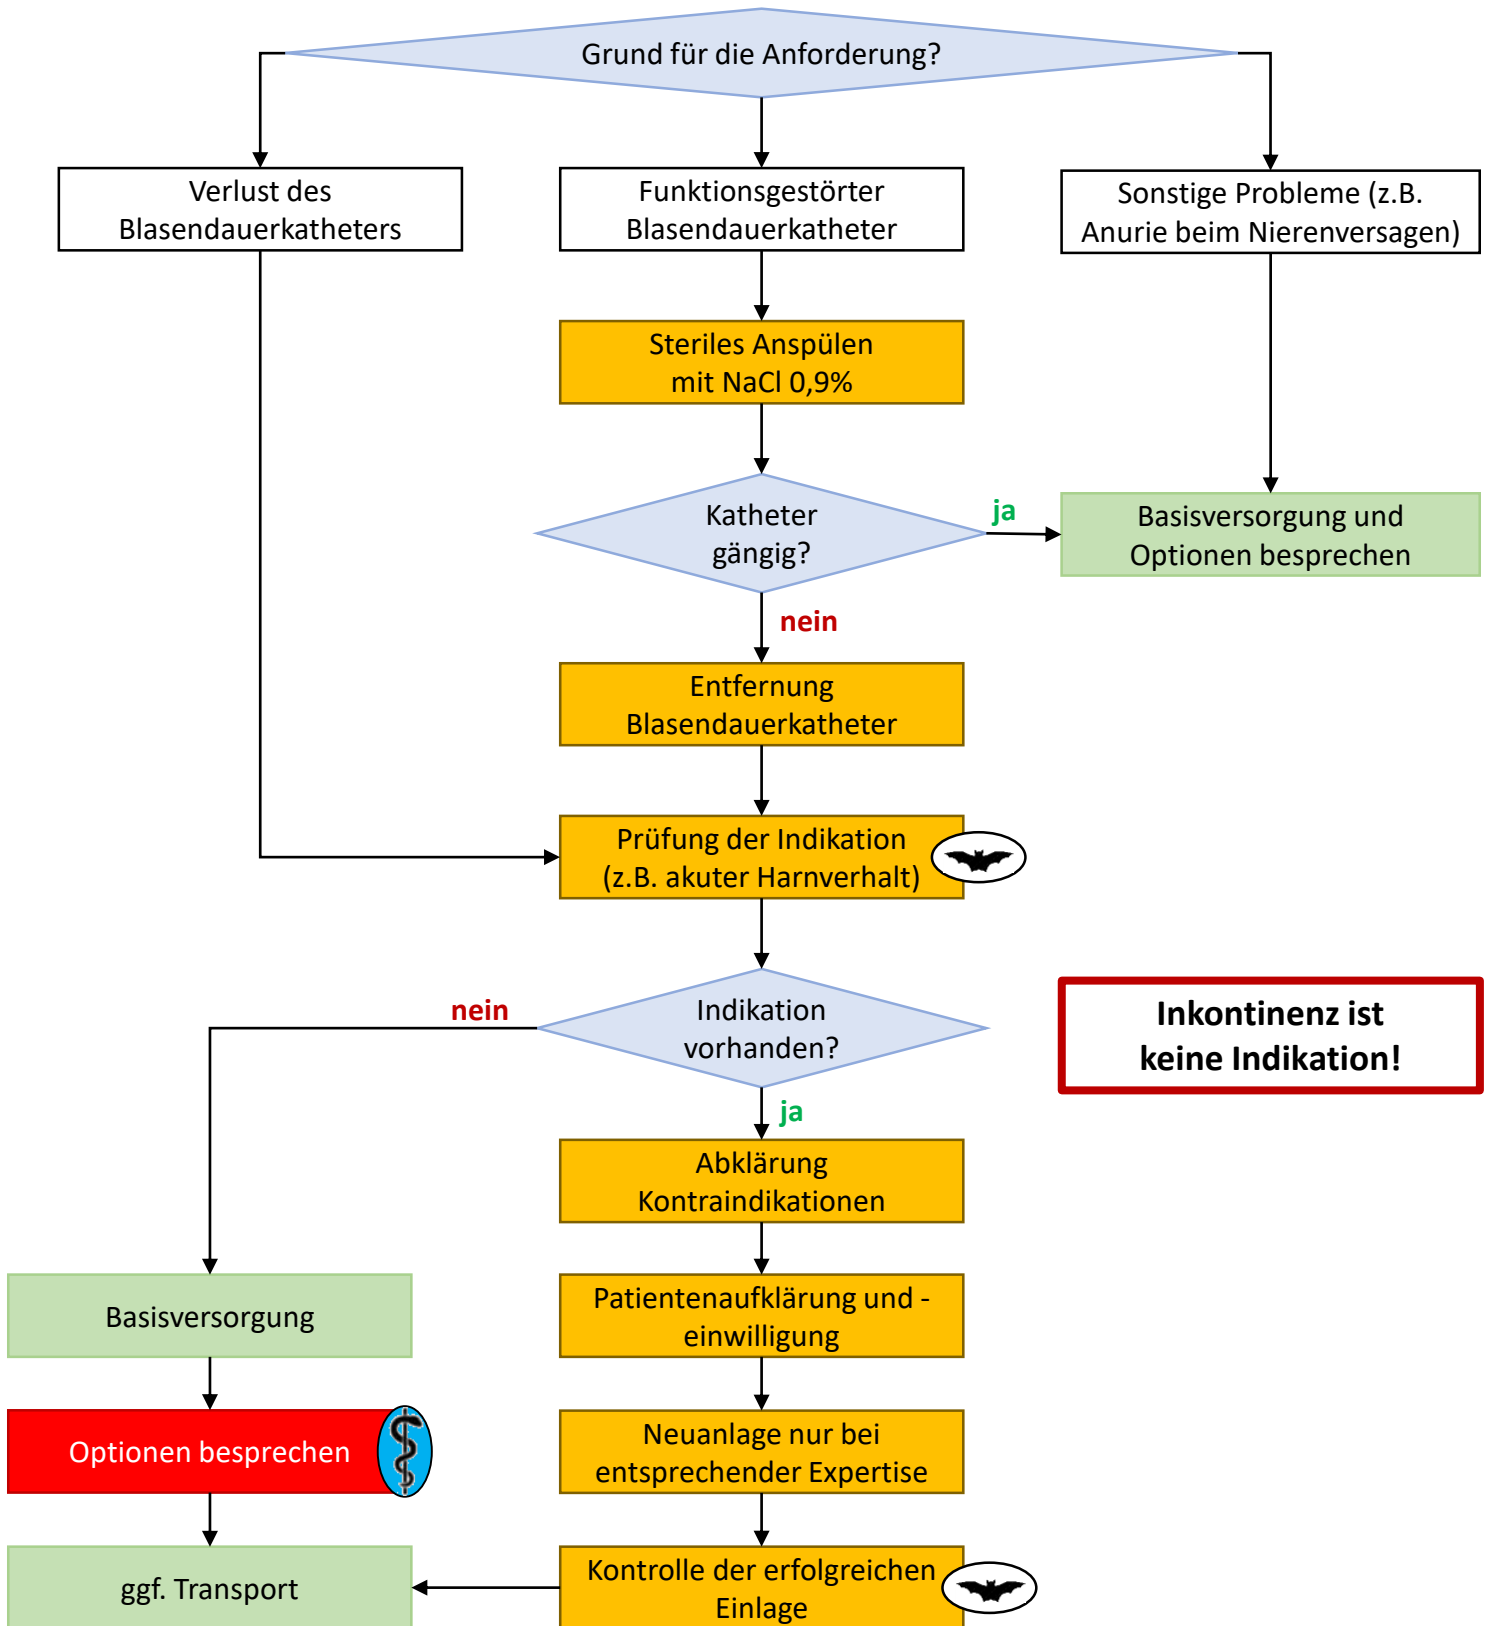 Grund für die Anforderung?
Verlust des
Blasendauerkatheters
Funktionsgestörter
Blasendauerkatheter
Sonstige Probleme (z.B.
Anurie beim Nierenversagen)
Steriles Anspülen
mit NaCl 0,9%
Katheter
gängig?
ja
Basisversorgung und
Optionen besprechen
nein
Entfernung
Blasendauerkatheter
Prüfung der Indikation
(z.B. akuter Harnverhalt)
nein
Indikation
vorhanden?
Inkontinenz ist
keine Indikation!
ja
Abklärung
Kontraindikationen
Basisversorgung
Patientenaufklärung und -
einwilligung
Optionen besprechen
Neuanlage nur bei
entsprechender Expertise
ggf. Transport
Kontrolle der erfolgreichen
Einlage